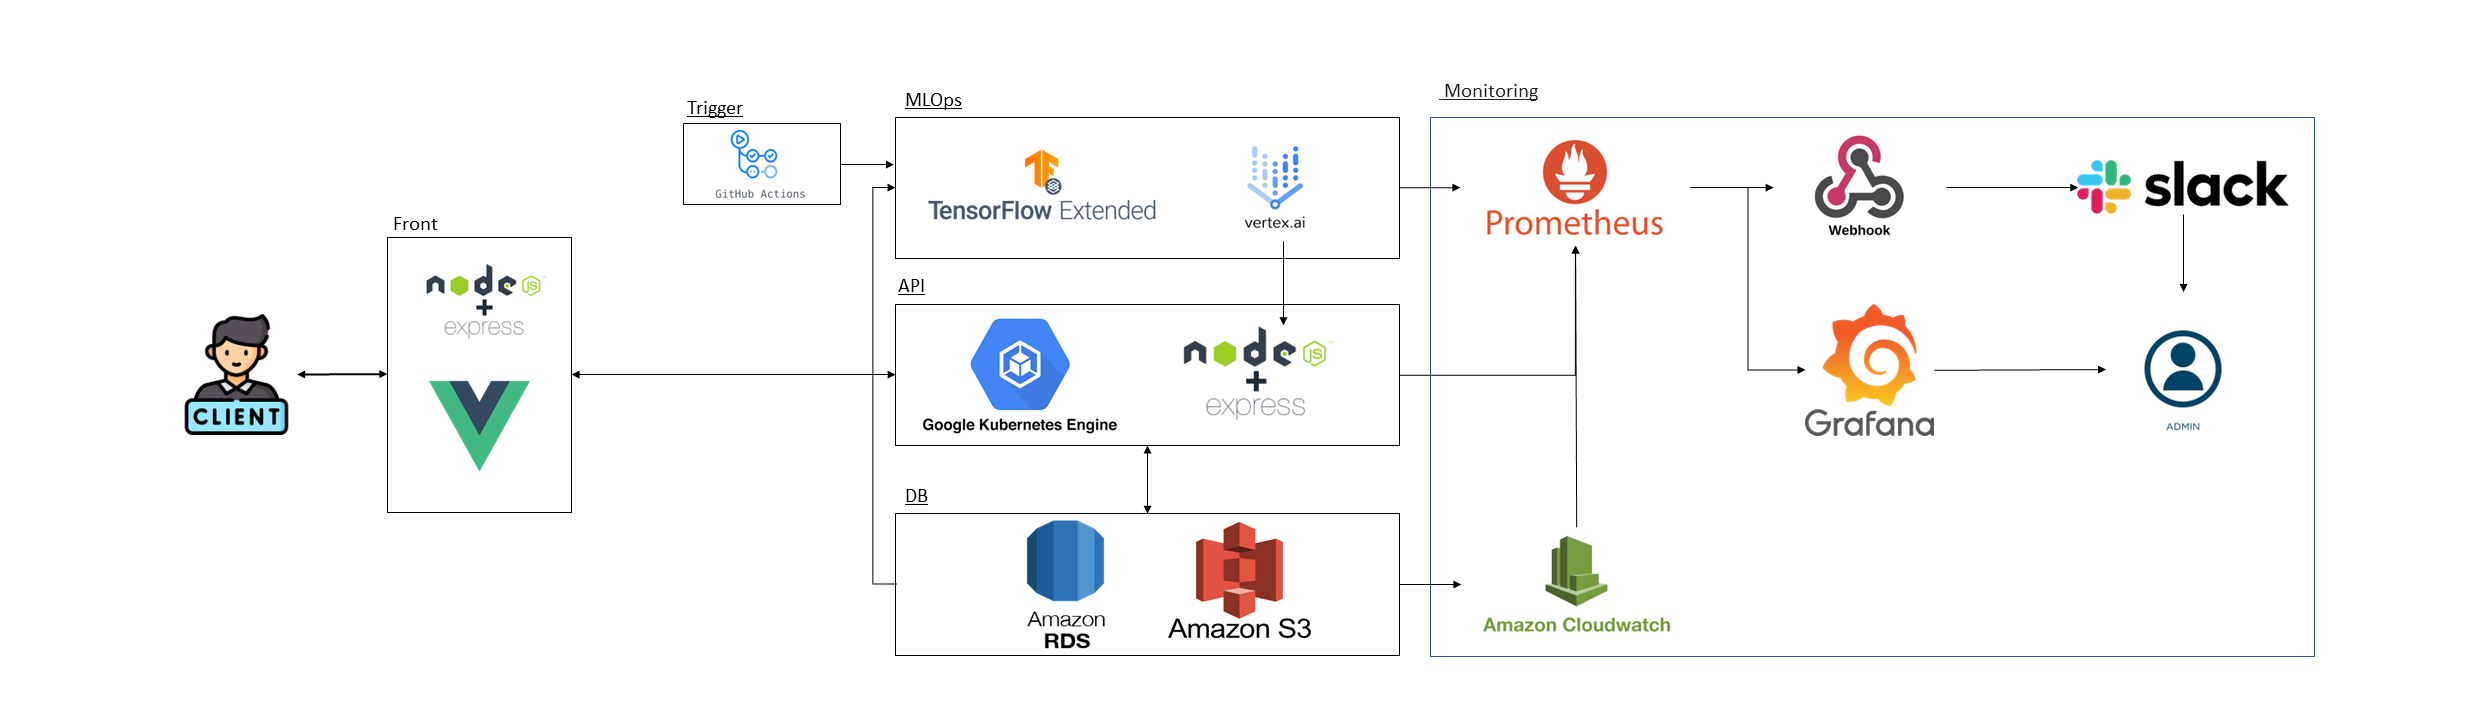 Trigger
GitHub Actions
MLOps
TensorFlow Extended
vertex.ai
Monitoring
Prometheus
Webhook
slack
Front
node JS
+
express
CLIENT
API
Google Kubernetes Engine
node JS
+
express
Grafana
ADMIN
DB
Amazon
RDS
Amazon S3
Amazon Cloudwatch